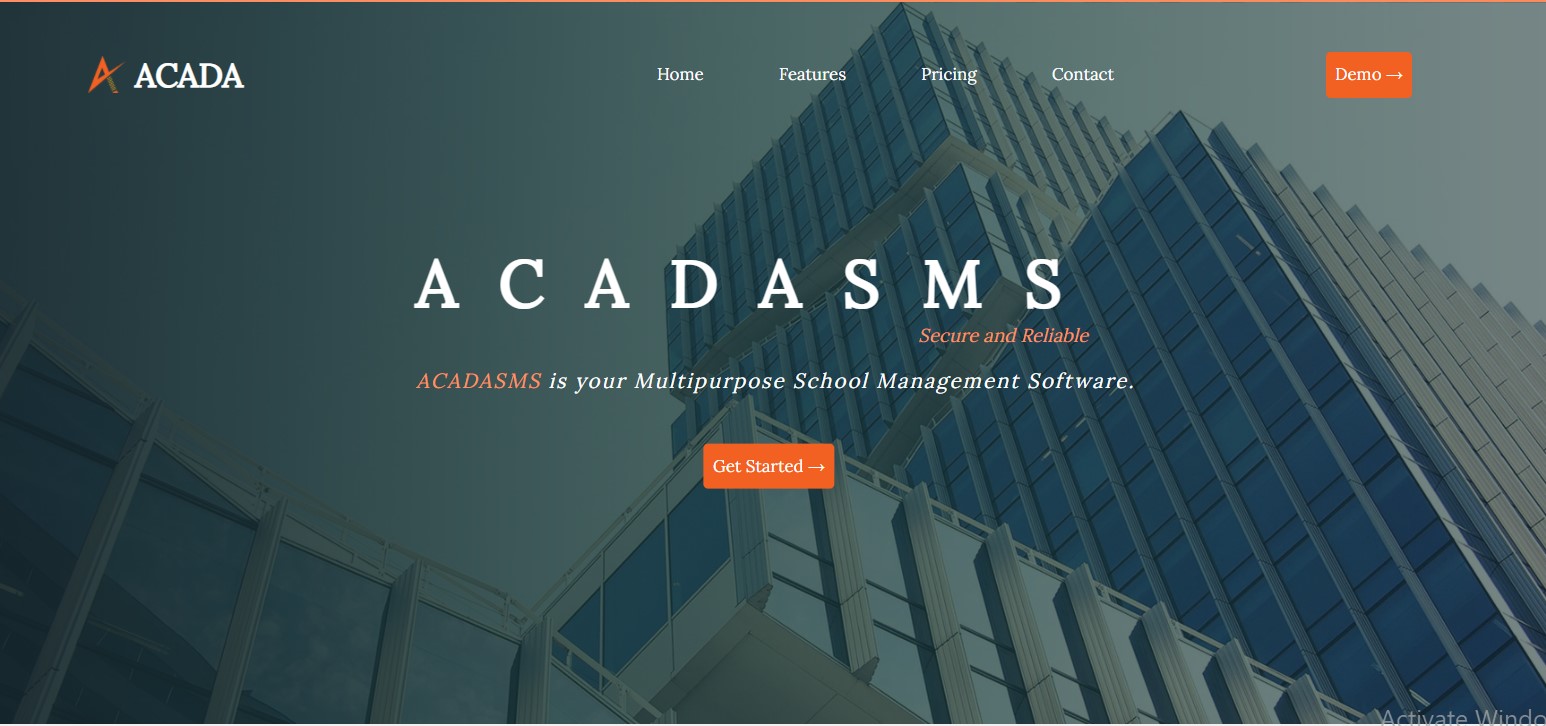 ACADA
Home Features Pricing Contact
Demo →
ACADASMS
Secure and Reliable
ACADASMS is your Multipurpose School Management Software.
Get Started →
Activate Windo